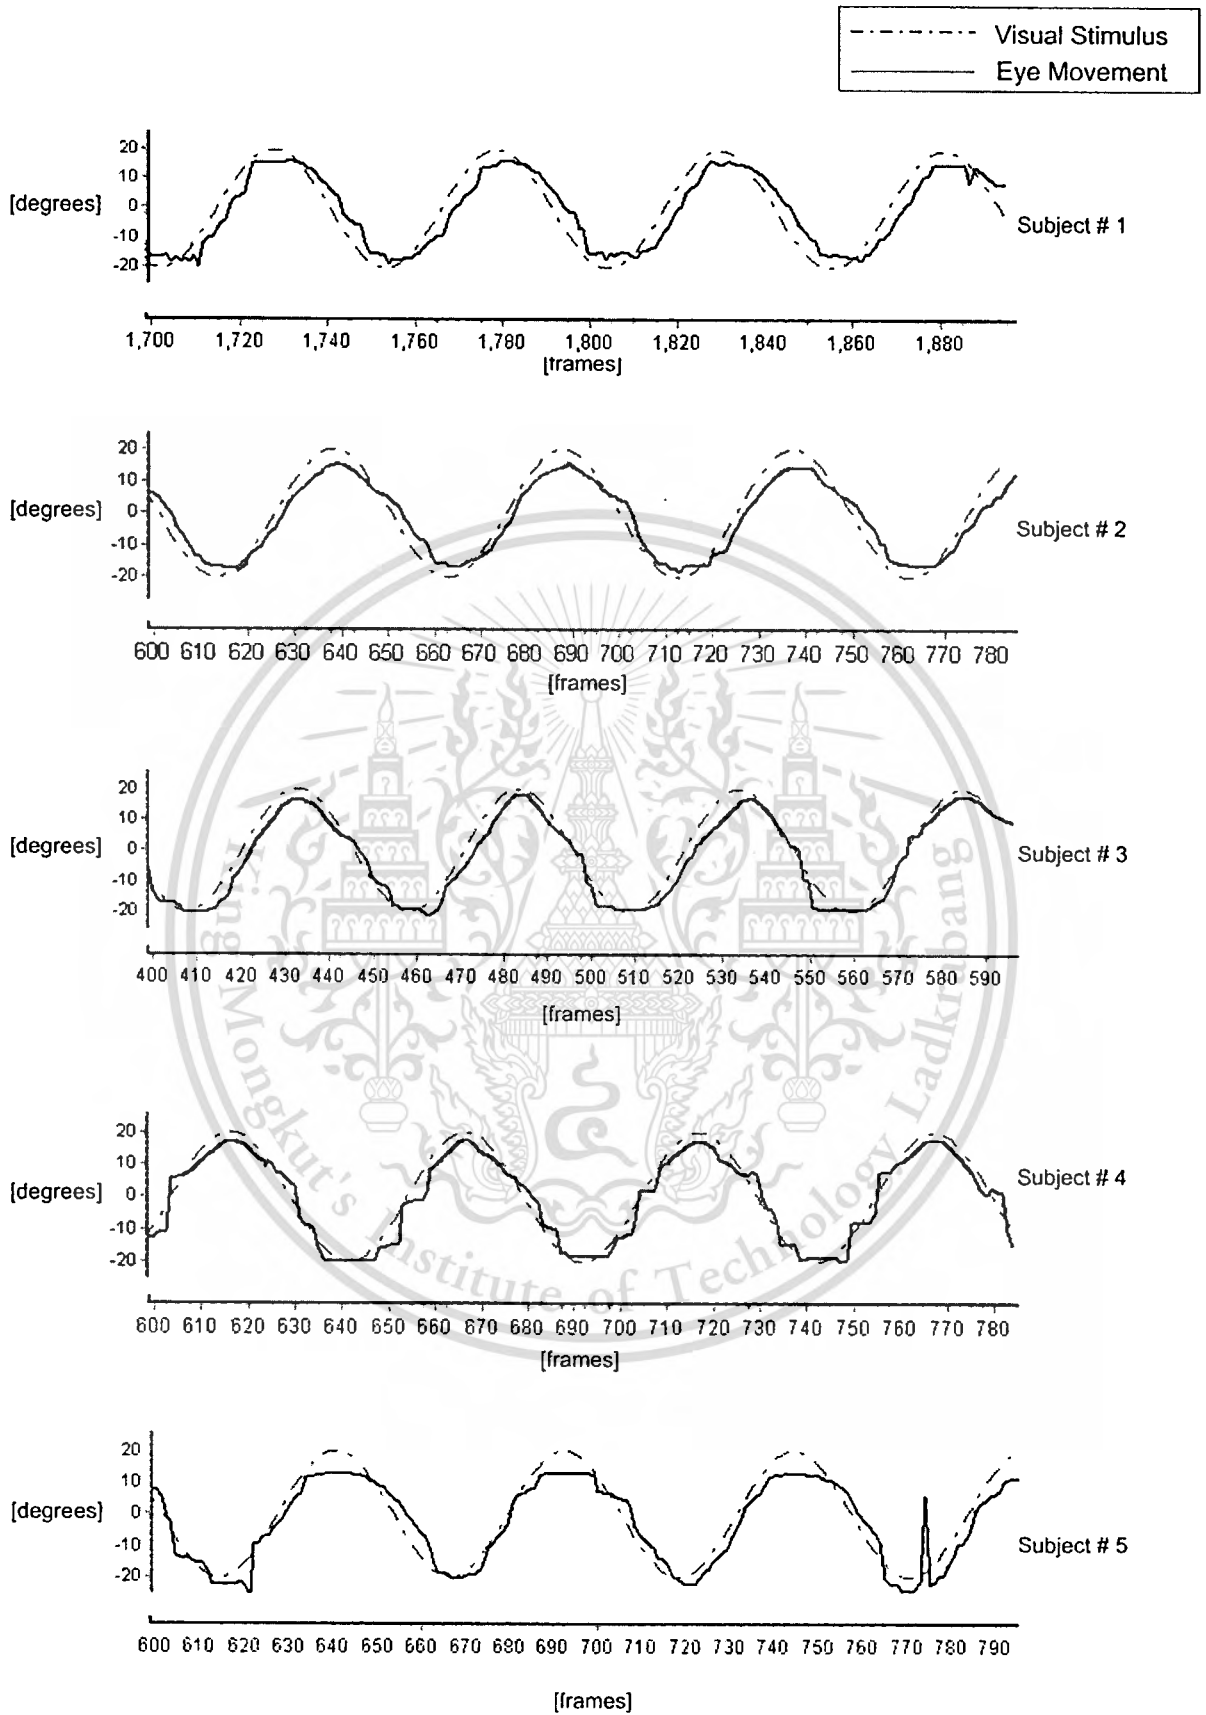 Visual Stimulus
Eye Movement
20
10
0
-10
-20
[degrees]
Subject # 1
1,700 1,720 1,740 1,760 1,780 1,800 1,820 1,840 1,860 1,880
[frames]
20
10
0
-10
-20
[degrees]
Subject # 2
600 610 620 630 640 650 660 670 680 690 700 710 720 730 740 750 760 770 780
[frames]
20
10
0
-10
-20
[degrees]
Subject # 3
400 410 420 430 440 450 460 470 480 490 500 510 520 530 540 550 560 570 580 590
[frames]
20
10
0
-10
-20
[degrees]
Subject # 4
600 610 620 630 640 650 660 670 680 690 700 710 720 730 740 750 760 770 780
[frames]
20
10
0
-10
-20
[degrees]
Subject # 5
600 610 620 630 640 650 660 670 680 690 700 710 720 730 740 750 760 770 780 790
[frames]
King Mongkut's Institute of Technology Ladkrabang